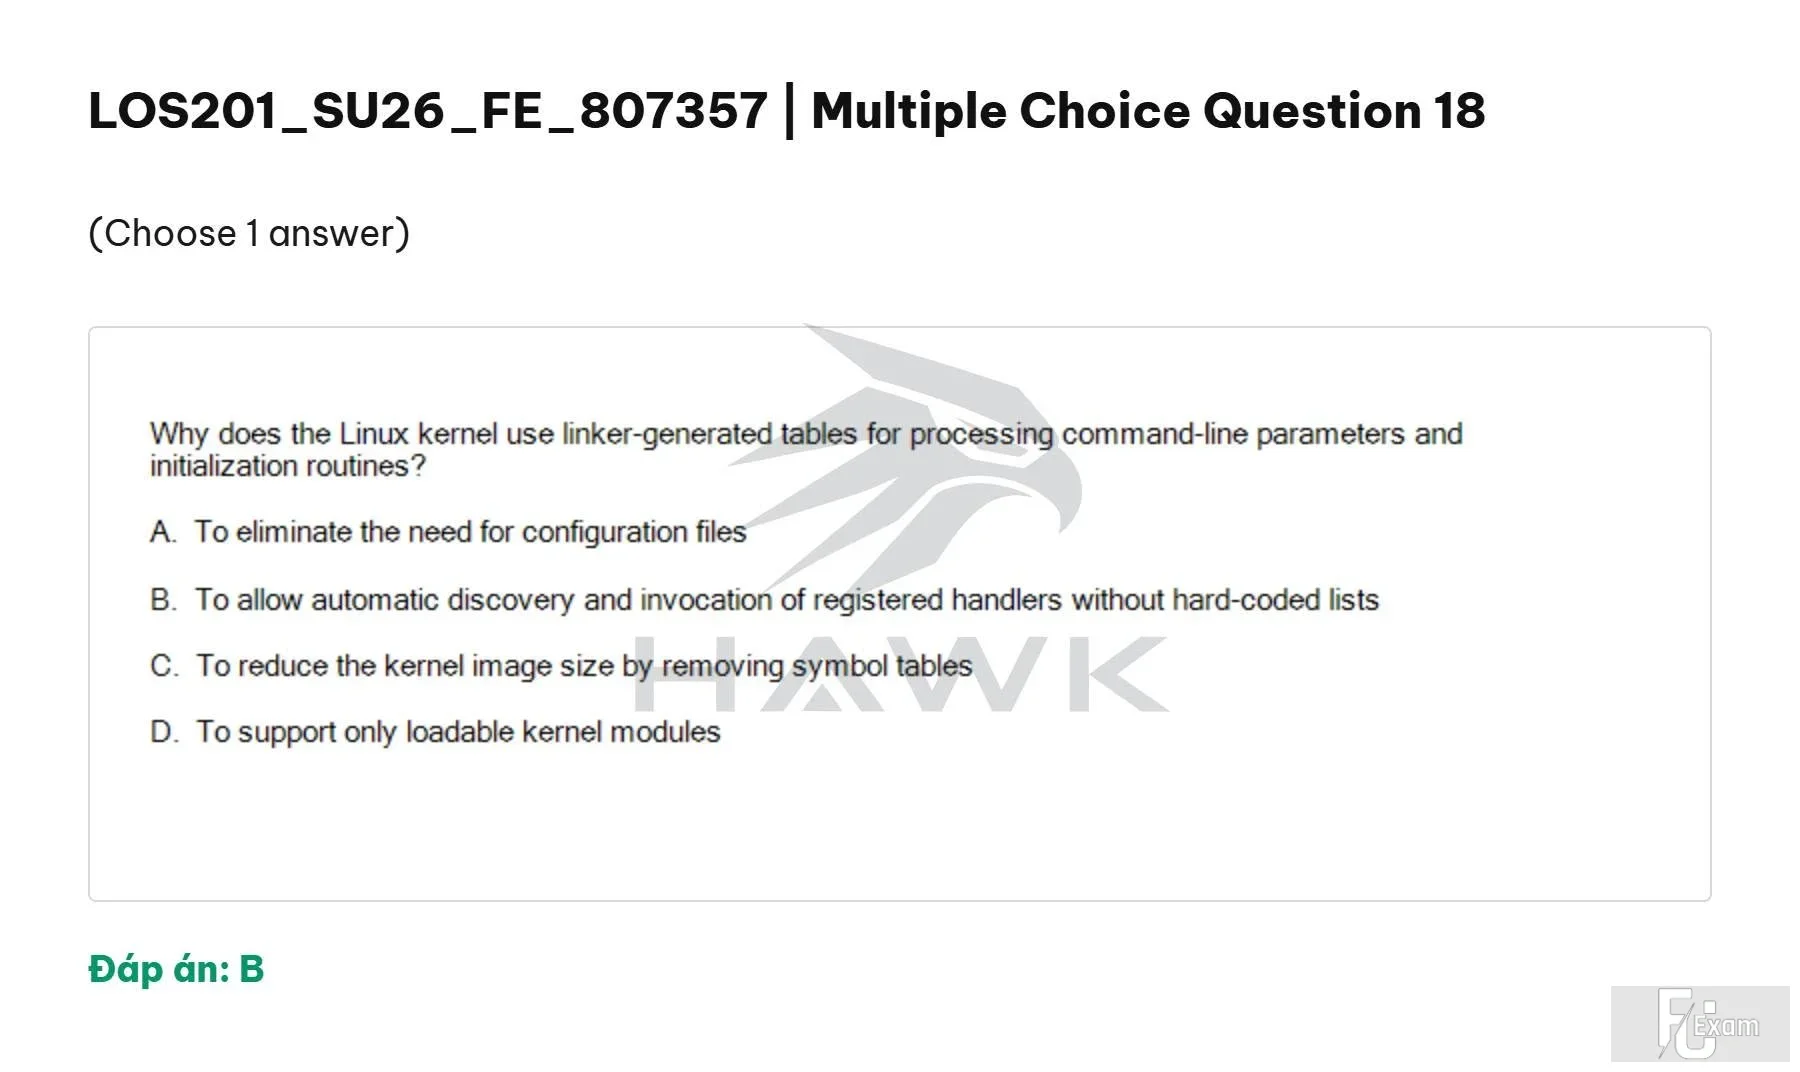 LOS201_SU26_FE_807357 | Multiple Choice Question 18
(Choose 1 answer)
Why does the Linux kernel use linker-generated tables for processing command-line parameters and
initialization routines?
A. To eliminate the need for configuration files
B. To allow automatic discovery and invocation of registered handlers without hard-coded lists
C. To reduce the kernel image size by removing symbol tables
D. To support only loadable kernel modules
HAWK
Đáp án: B
FU Exam